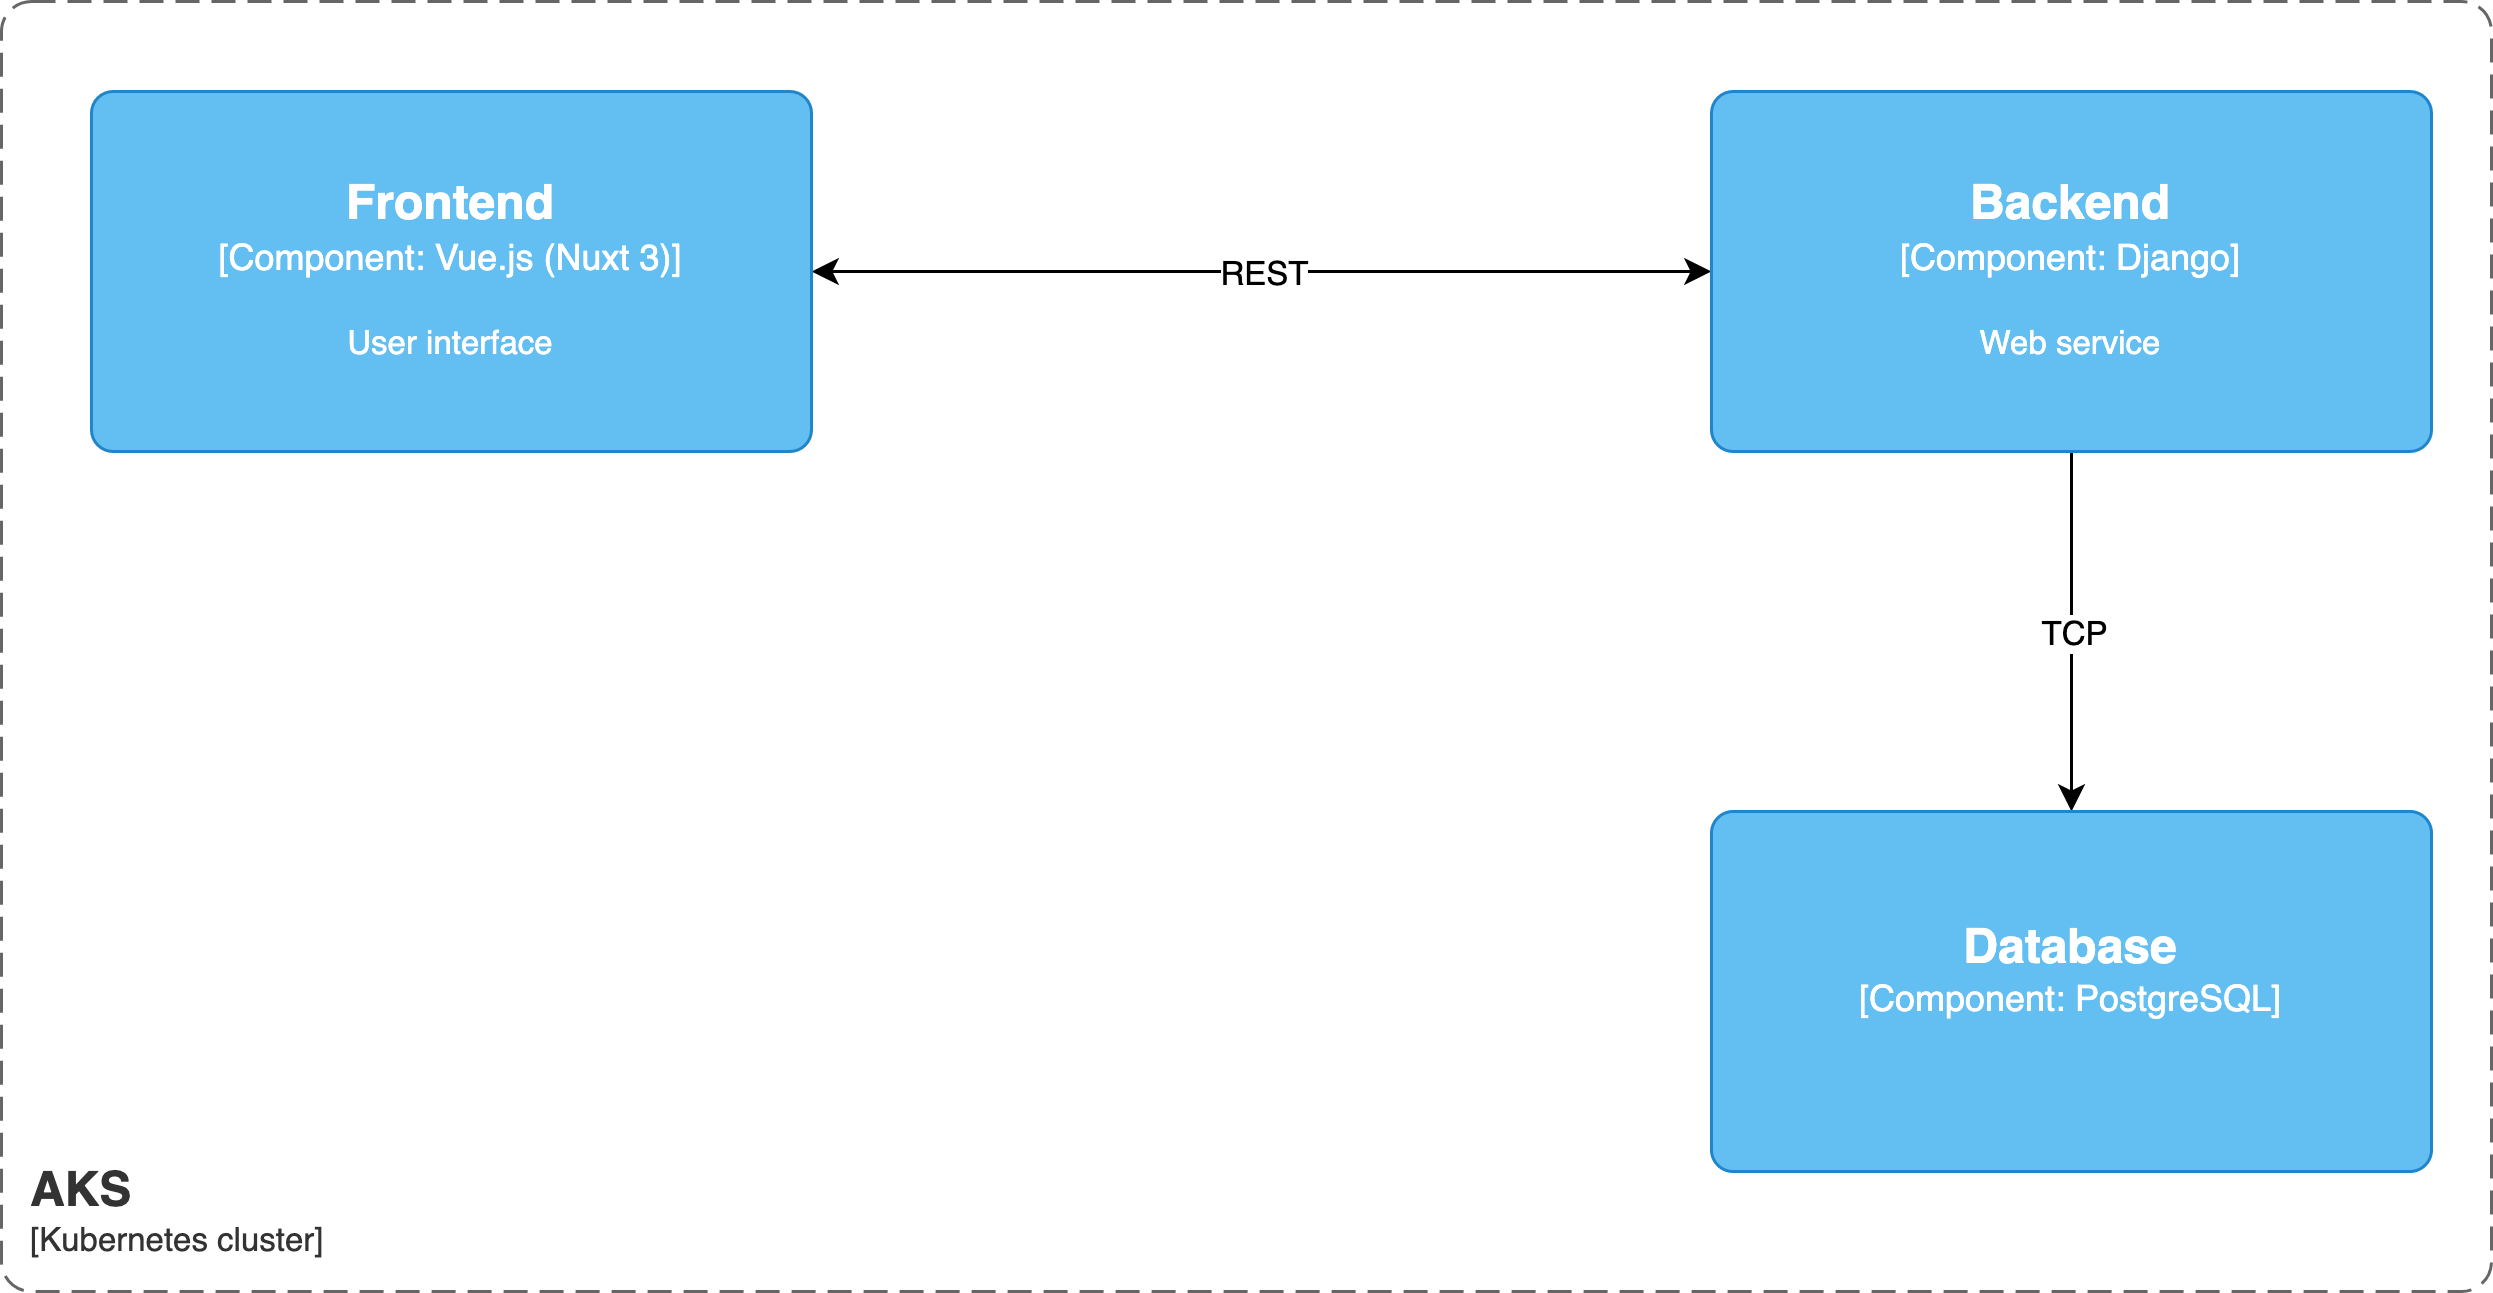 Frontend
[Component: Vue.js (Nuxt 3)]
User interface
REST
Backend
[Component: Django]
Web service
TCP
Database
[Component: PostgreSQL]
AKS
[Kubernetes cluster]